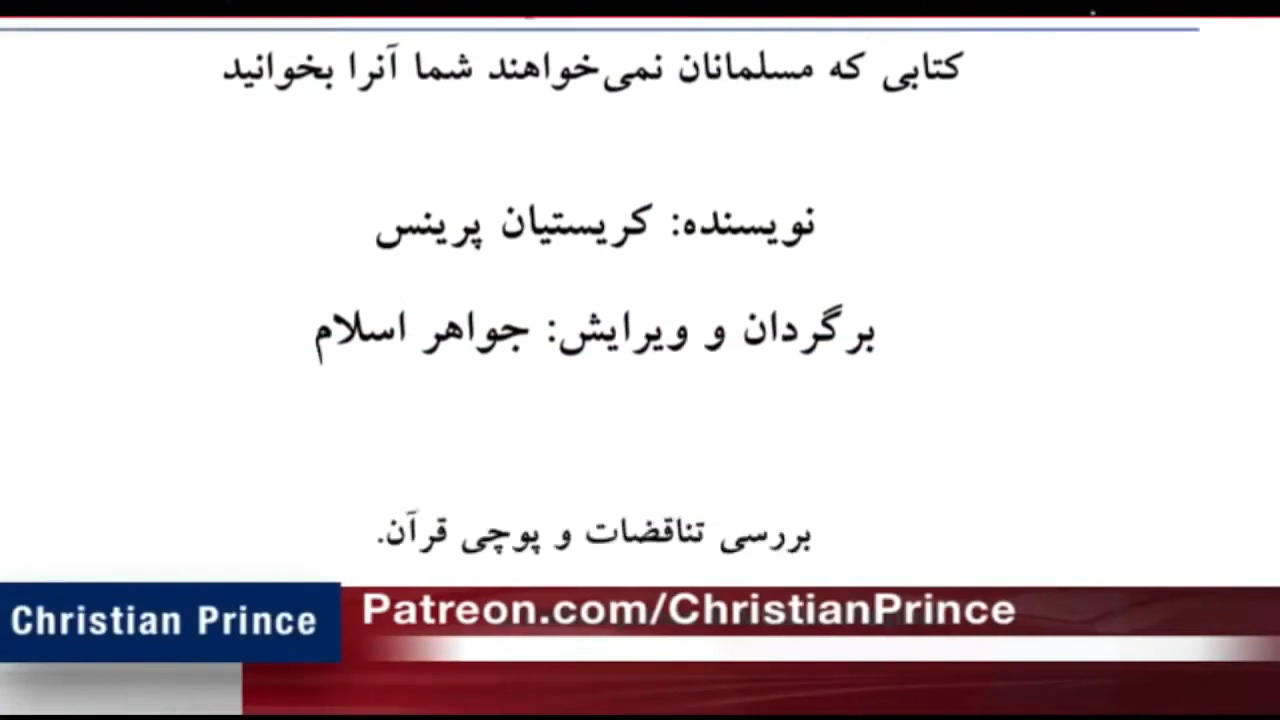 کتابی که مسلمانان نمی‌خواهند شما آنرا بخوانید
نویسنده: کریستیان پرینس
برگردان و ویرایش: جواهر اسلام
بررسی تناقضات و پوچی قرآن.
Christian Prince
Patreon.com/ChristianPrince